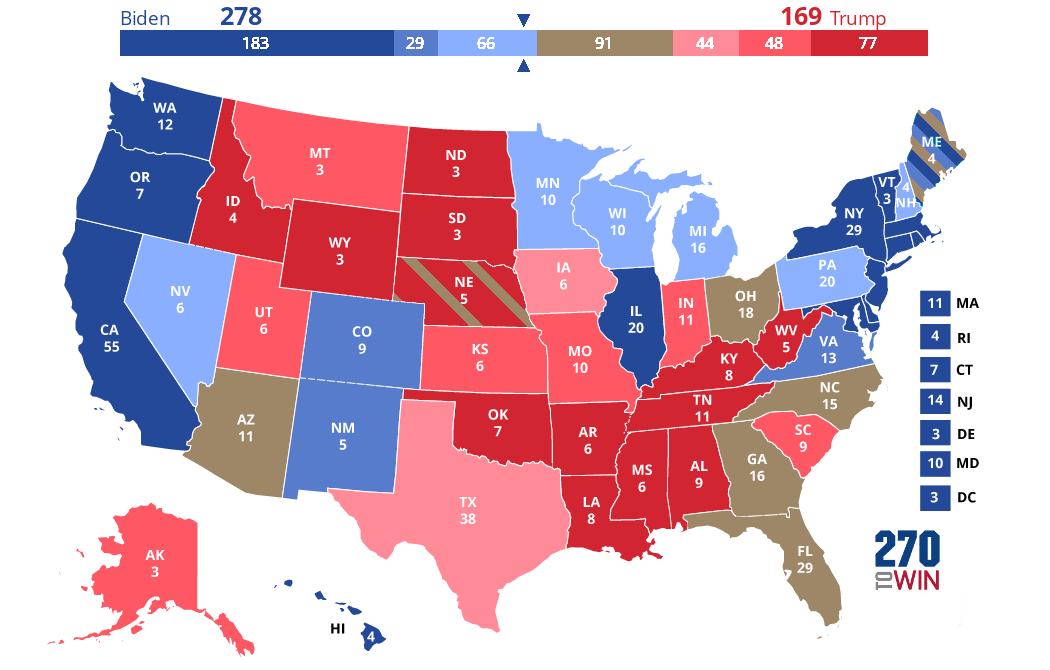 Biden 278 169 Trump
183 29 66 91 44 48 77
WA
12
OR
7
CA
55
NV
6
ID
4
MT
3
WY
3
UT
6
AZ
11
CO
9
NM
5
ND
3
SD
3
NE
5
KS
6
OK
7
TX
38
MN
10
IA
6
MO
10
AR
6
LA
8
WI
10
IL
20
MI
16
IN
11
OH
18
KY
8
TN
11
MS
6
AL
9
GA
16
FL
29
SC
9
NC
15
VA
13
WV
5
PA
20
NY
29
VT
3
4
NH
ME
4
11 MA
4 RI
7 CT
14 NJ
3 DE
10 MD
3 DC
AK
3
HI
4
270
TO WIN